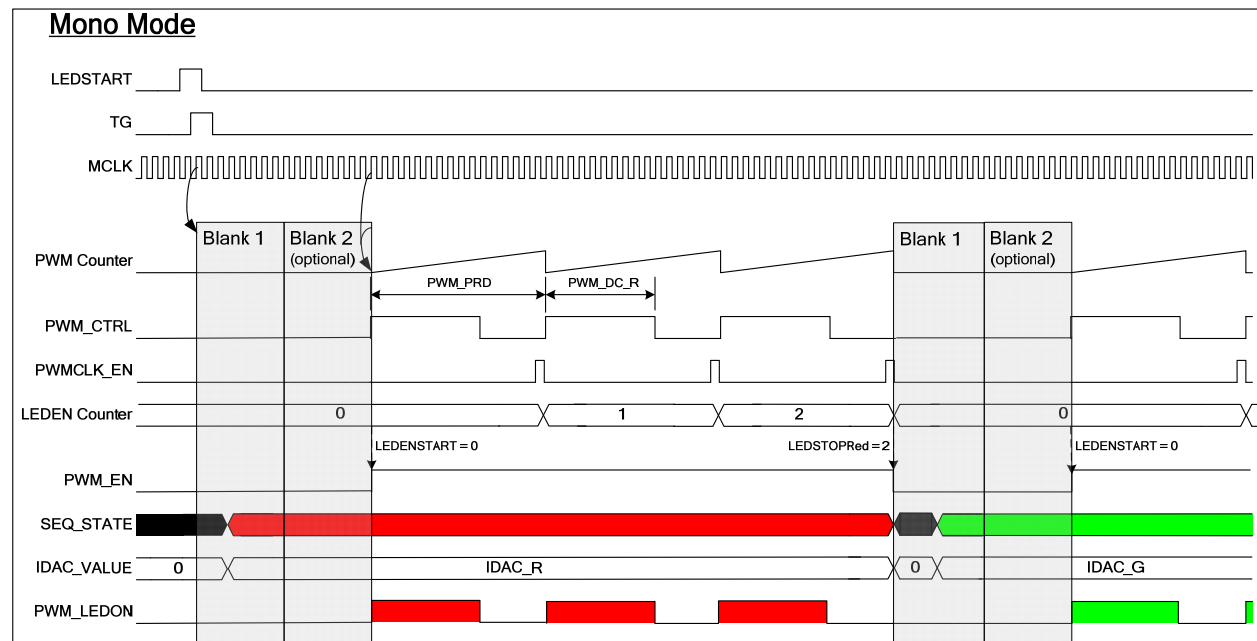 Mono Mode
LEDSTART
TG
MCLK
Blank 1
Blank 2
(optional)
Blank 1
Blank 2
(optional)
PWM Counter
PWM_PRD
PWM_DC_R
PWM_CTRL
PWMCLK_EN
LEDEN Counter
0
1
2
0
LEDENSTART = 0
LEDSTOPRed = 2
LEDENSTART = 0
PWM_EN
SEQ_STATE
IDAC_VALUE
0
IDAC_R
0
IDAC_G
PWM_LEDON